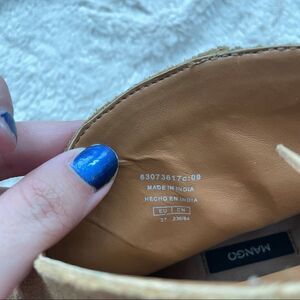 63073617c:09
MADE IN INDIA
HECHO EN INDIA
EU CN
37 235/84
MANGO